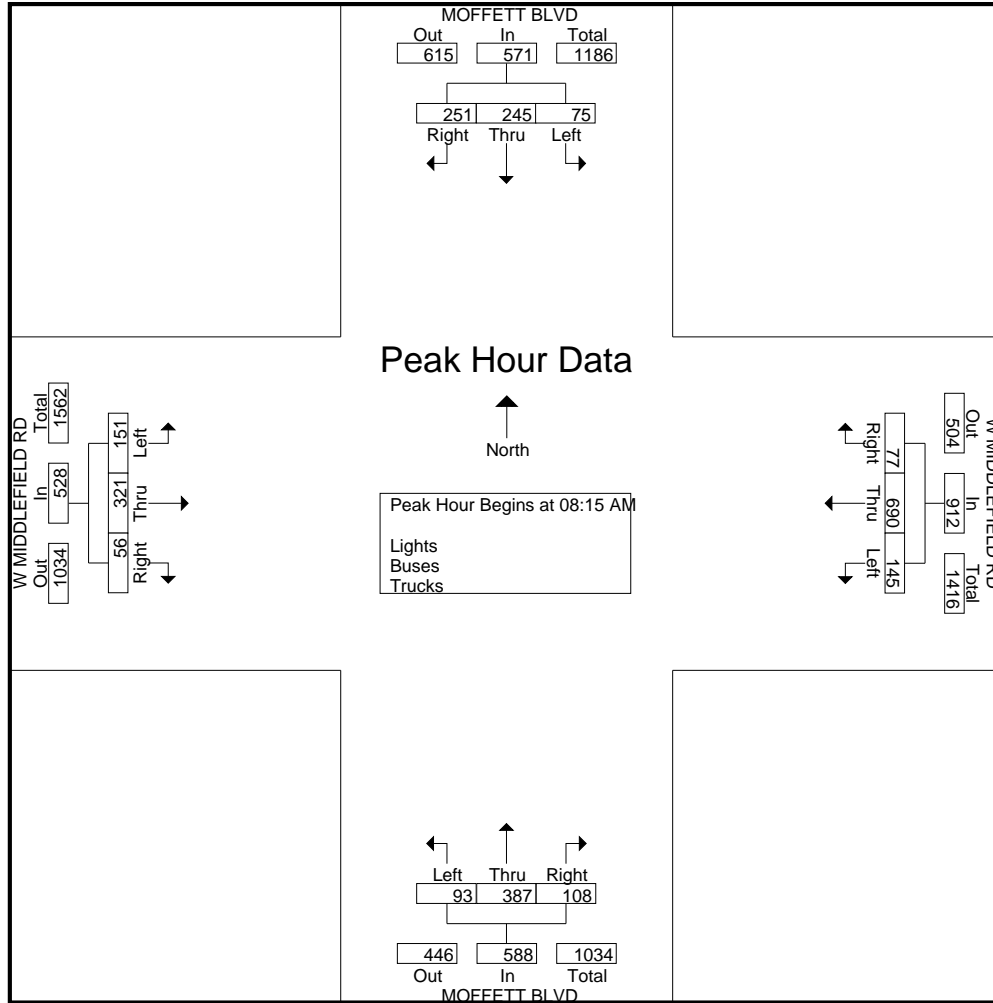 MOFFETT BLVD
Out In Total
615 571 1186
251 245 75
Right Thru Left
Peak Hour Data
North
Peak Hour Begins at 08:15 AM
Lights
Buses
Trucks
W MIDDLEFIELD RD
Out In Total
1034 528 1562
Right Thru Left
56 321 151
W MIDDLEFIELD RD
Out In Total
504 912 1416
Right Thru Left
77 690 145
Left Thru Right
93 387 108
446 588 1034
Out In Total
MOFFETT BLVD